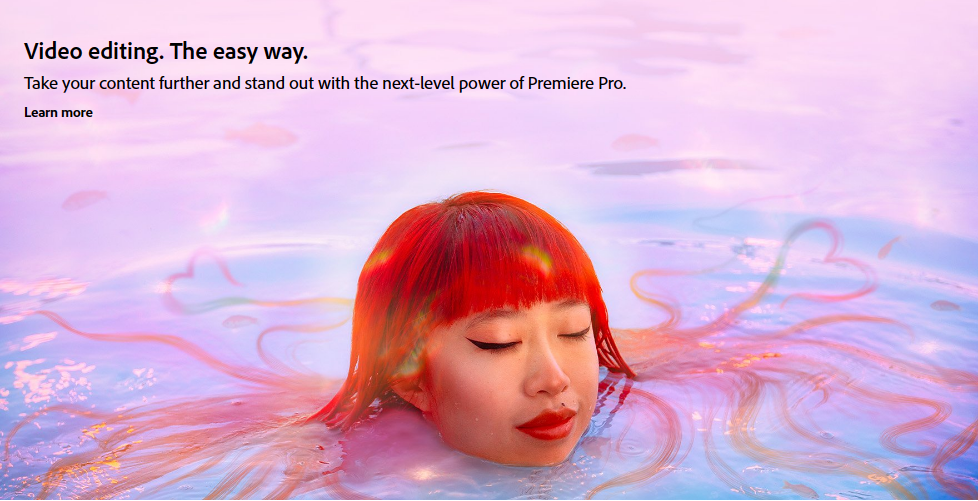 Video editing. The easy way.
Take your content further and stand out with the next-level power of Premiere Pro.
Learn more